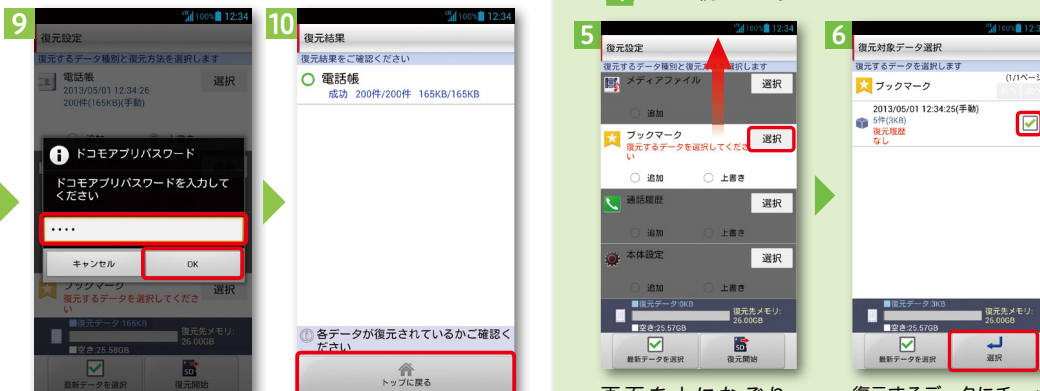 9
100% 12:34
復元設定
復元するデータ種別と復元方法を選択します
電話帳
選択
2013/05/01 12:34:26
200件(165KB)(手動)
ドコモアプリパスワード
ドコモアプリパスワードを入力して
ください
····
キャンセル
OK
ブックマーク
選択
復元するデータを選択してくださ
い
■復元データ:165KB
復元先メモリ:
26.00GB
■空き:25.58GB
最新データを選択
復元開始
10
100% 12:34
復元結果
復元結果をご確認ください
電話帳
成功 200件/200件 165KB/165KB
各データが復元されているかご確認く
ださい
トップに戻る
5
100% 12:34
復元設定
復元するデータ種別と復元方法を選択します
メディアファイル
選択
追加
ブックマーク
選択
復元するデータを選択してくださ
い
追加 上書き
通話履歴
選択
追加 上書き
本体設定
選択
追加 上書き
■復元データ:0KB
復元先メモリ:
26.00GB
■空き:25.57GB
最新データを選択
復元開始
6
100% 12:3
復元対象データ選択
復元するデータを選択します
ブックマーク
(1/1ペー
2013/05/01 12:34:25(手動)
5件(3KB)
復元履歴
なし
■復元データ:3KB
復元先メモリ:
26.00GB
■空き:25.57GB
最新データを選択
選択